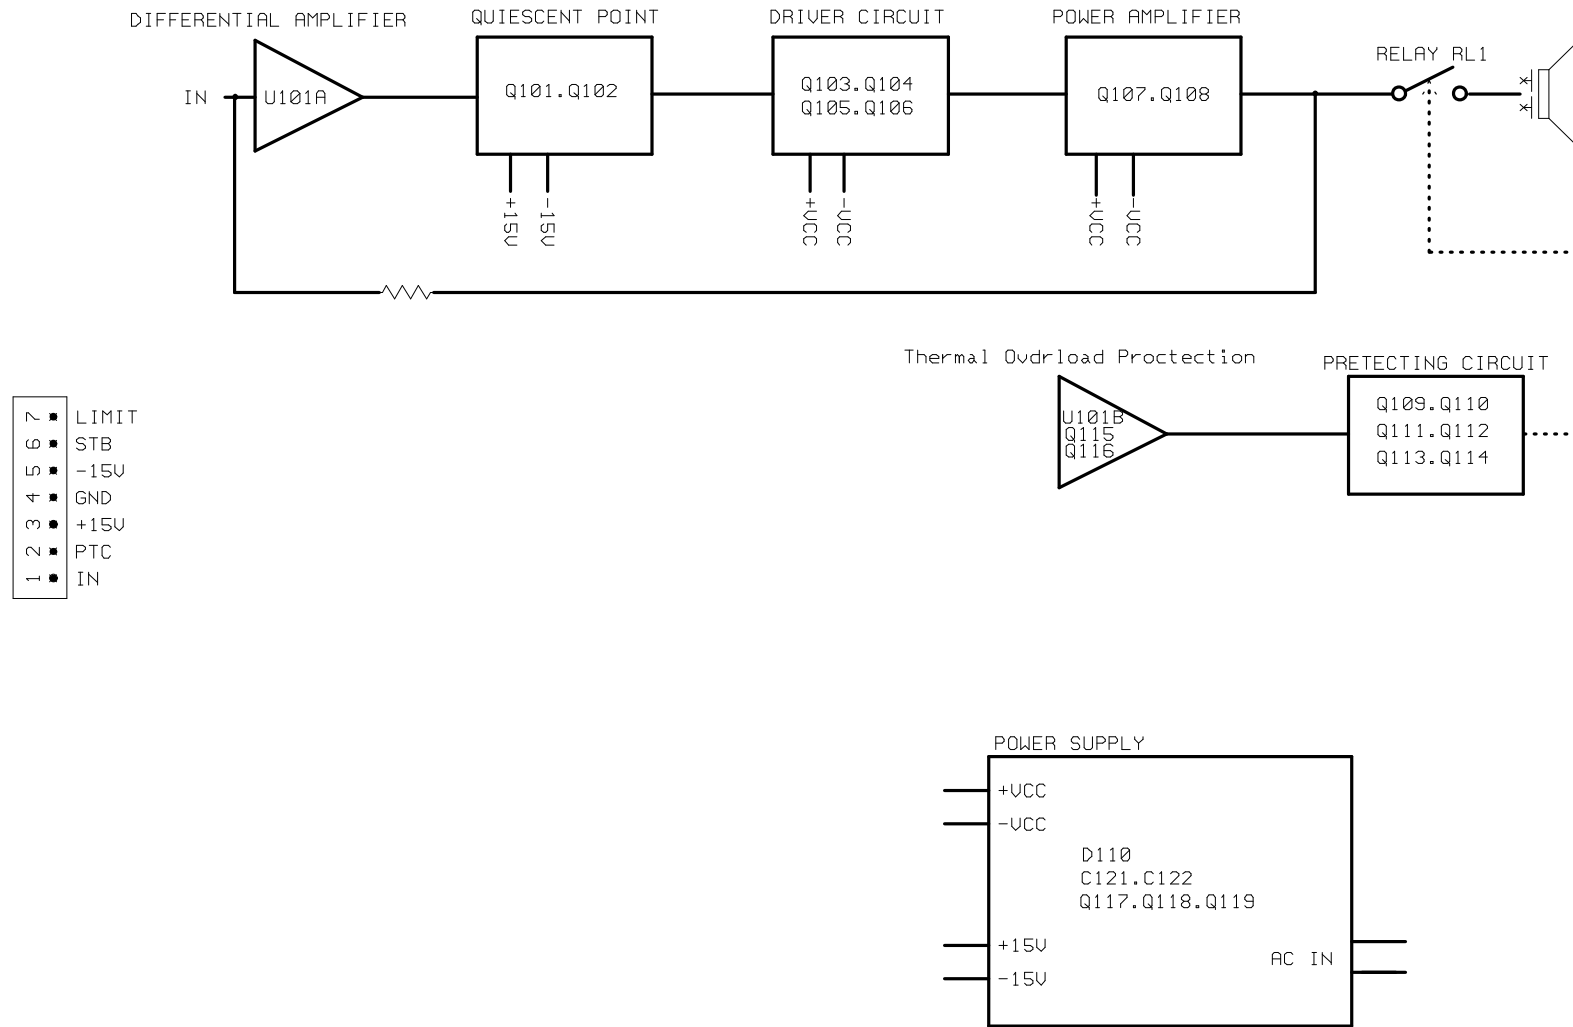 DIFFERENTIAL AMPLIFIER
QUIESCENT POINT
DRIVER CIRCUIT
POWER AMPLIFIER
RELAY RL1
IN
U101A
Q101.Q102
Q103.Q104
Q105.Q106
Q107.Q108
+15V
-15V
+VCC
-VCC
+VCC
-VCC
Thermal Ovdrload Proctection
PRETECTING CIRCUIT
U101B
Q115
Q116
Q109.Q110
Q111.Q112
Q113.Q114
7 LIMIT
6 STB
5 -15V
4 GND
3 +15V
2 PTC
1 IN
POWER SUPPLY
+VCC
-VCC
D110
C121.C122
Q117.Q118.Q119
+15V
-15V
AC IN